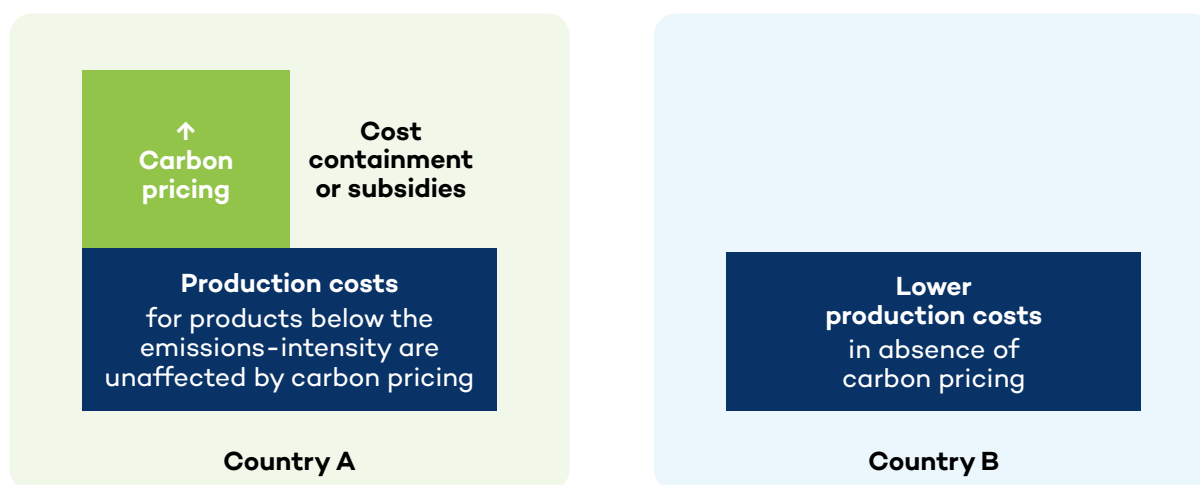 ↑
Carbon
pricing
Cost
containment
or subsidies
Production costs
for products below the
emissions-intensity are
unaffected by carbon pricing
Country A
Lower
production costs
in absence of
carbon pricing
Country B